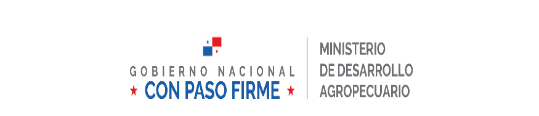 GOBIERNO NACIONAL
★ CON PASO FIRME ★
MINISTERIO
DE DESARROLLO
AGROPECUARIO